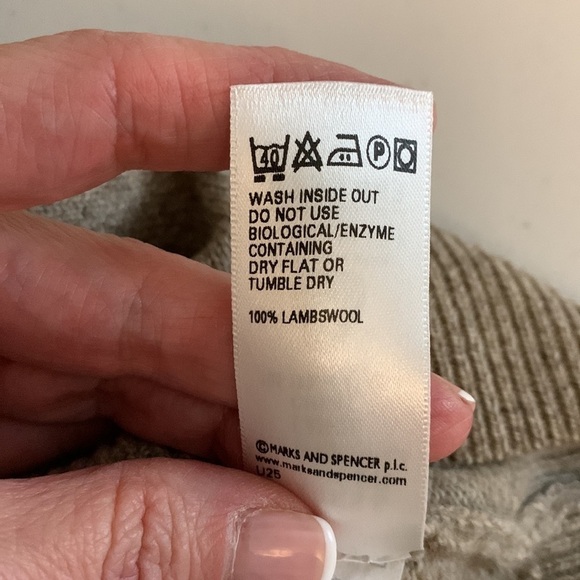 40 P
WASH INSIDE OUT
DO NOT USE
BIOLOGICAL/ENZYME
CONTAINING
DRY FLAT OR
TUMBLE DRY
100% LAMBSWOOL
©MARKS AND SPENCER p.l.c.
www.marksandspencer.com
U25